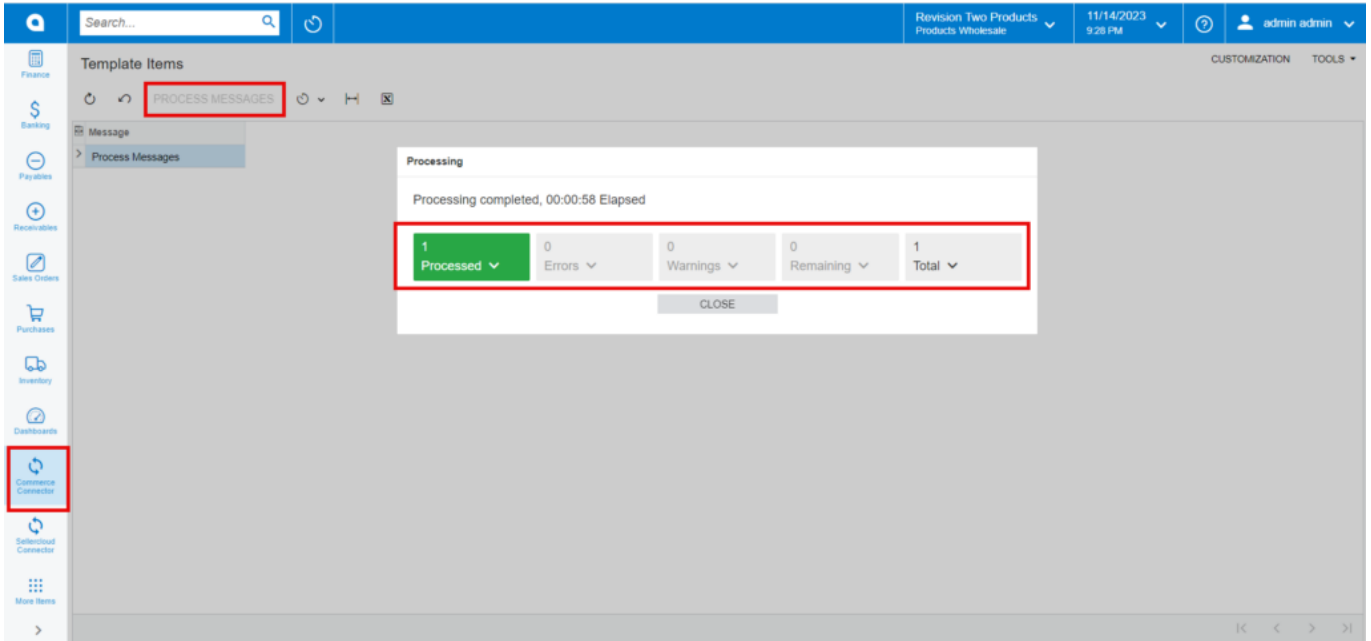 Search...
Revision Two Products
Products Wholesale
11/14/2023
9:28 PM
admin admin
Finance
Banking
Payables
Receivables
Sales Orders
Purchases
Inventory
Dashboards
Commerce
Connector
Sellercloud
Connector
More Items
Template Items
CUSTOMIZATION TOOLS
PROCESS MESSAGES
Message
Process Messages
Processing
Processing completed, 00:00:58 Elapsed
1 0 0 0 1
Processed Errors Warnings Remaining Total
CLOSE